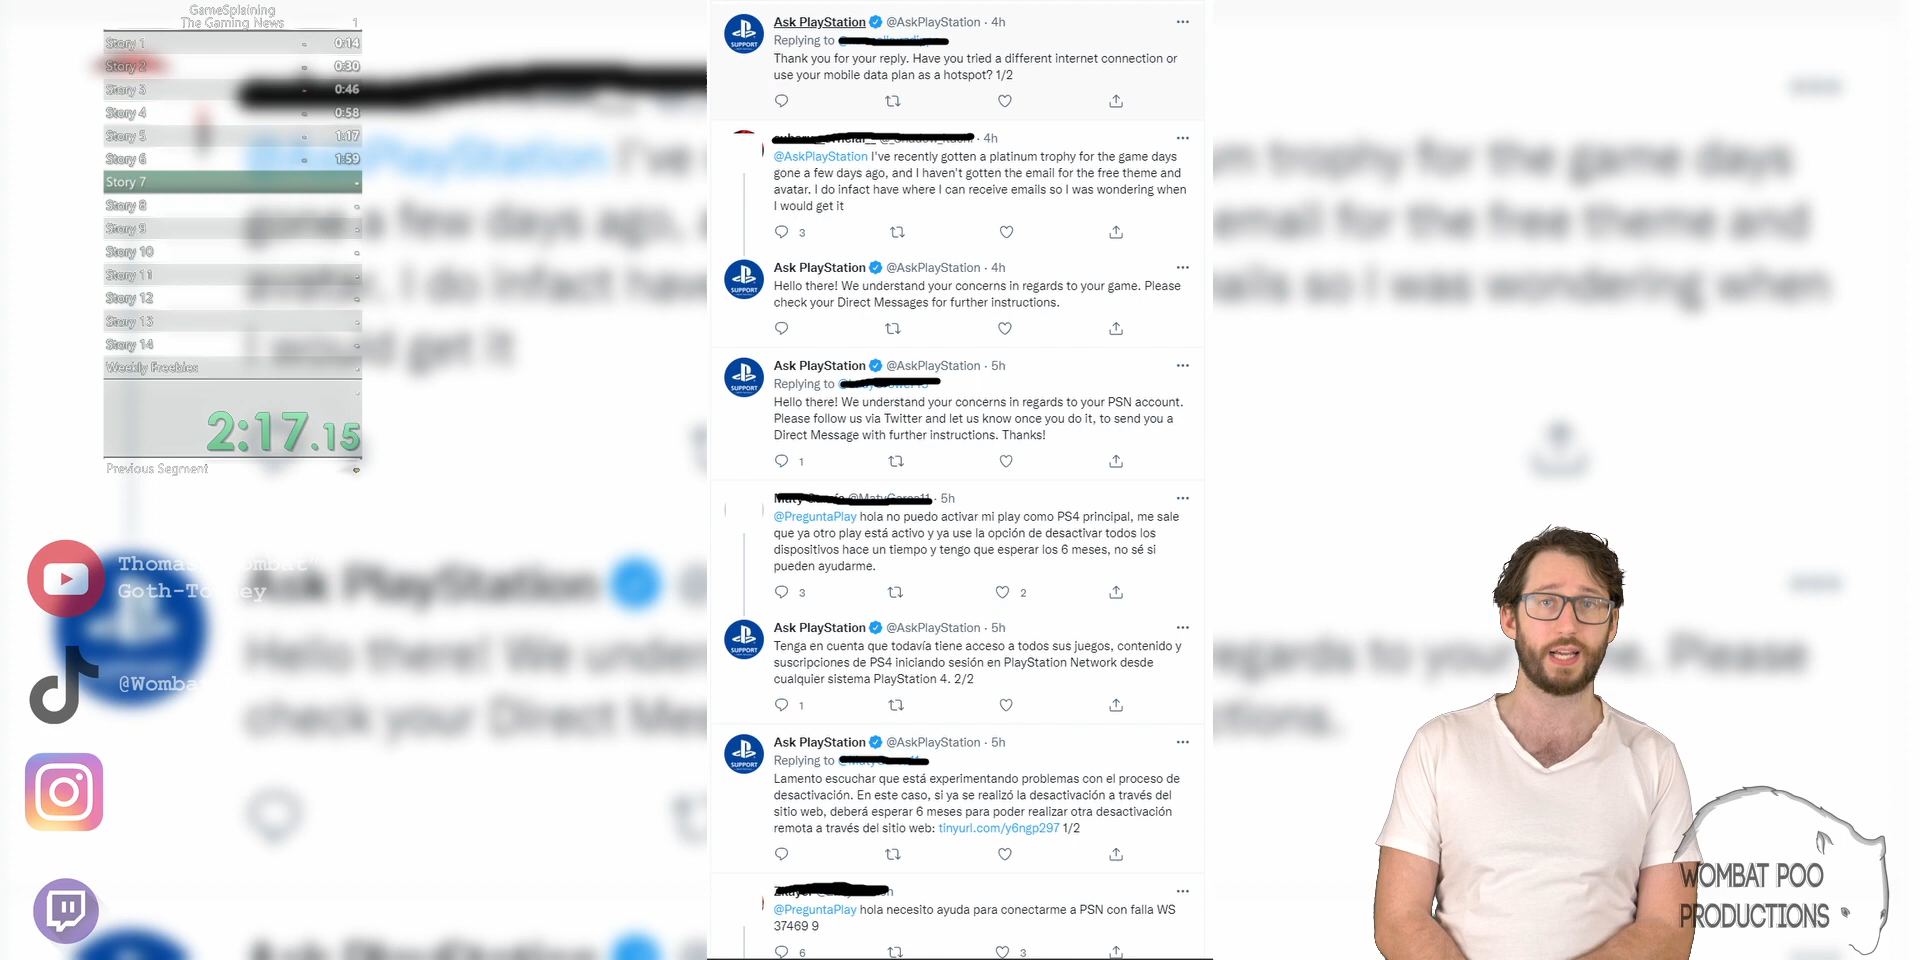 GameSplaining
The Gaming News 1
Story 1 - 0:14
Story 2 - 0:30
Story 3 - 0:46
Story 4 - 0:58
Story 5 - 1:17
Story 6 - 1:59
Story 7 -
Story 8 -
Story 9 -
Story 10 -
Story 11 -
Story 12 -
Story 13 -
Story 14 -
Weekly Freebies -
2:17.15
Previous Segment -
Thomas "Wombat"
@Womba
SUPPORT
Ask PlayStation @AskPlayStation · 4h
Replying to
Thank you for your reply. Have you tried a different internet connection or
use your mobile data plan as a hotspot? 1/2
· 4h
@AskPlayStation I've recently gotten a platinum trophy for the game days
gone a few days ago, and I haven't gotten the email for the free theme and
avatar. I do infact have where I can receive emails so I was wondering when
I would get it
3
SUPPORT
Ask PlayStation @AskPlayStation · 4h
Hello there! We understand your concerns in regards to your game. Please
check your Direct Messages for further instructions.
SUPPORT
Ask PlayStation @AskPlayStation · 5h
Replying to
Hello there! We understand your concerns in regards to your PSN account.
Please follow us via Twitter and let us know once you do it, to send you a
Direct Message with further instructions. Thanks!
1
· 5h
@PreguntaPlay hola no puedo activar mi play como PS4 principal, me sale
que ya otro play está activo y ya use la opción de desactivar todos los
dispositivos hace un tiempo y tengo que esperar los 6 meses, no sé si
pueden ayudarme.
3 2
SUPPORT
Ask PlayStation @AskPlayStation · 5h
Tenga en cuenta que todavía tiene acceso a todos sus juegos, contenido y
suscripciones de PS4 iniciando sesión en PlayStation Network desde
cualquier sistema PlayStation 4. 2/2
1
SUPPORT
Ask PlayStation @AskPlayStation · 5h
Replying to
Lamento escuchar que está experimentando problemas con el proceso de
desactivación. En este caso, si ya se realizó la desactivación a través del
sitio web, deberá esperar 6 meses para poder realizar otra desactivación
remota a través del sitio web: tinyurl.com/y6ngp297 1/2
@PreguntaPlay hola necesito ayuda para conectarme a PSN con falla WS
37469 9
6 3
WOMBAT POO
PRODUCTIONS